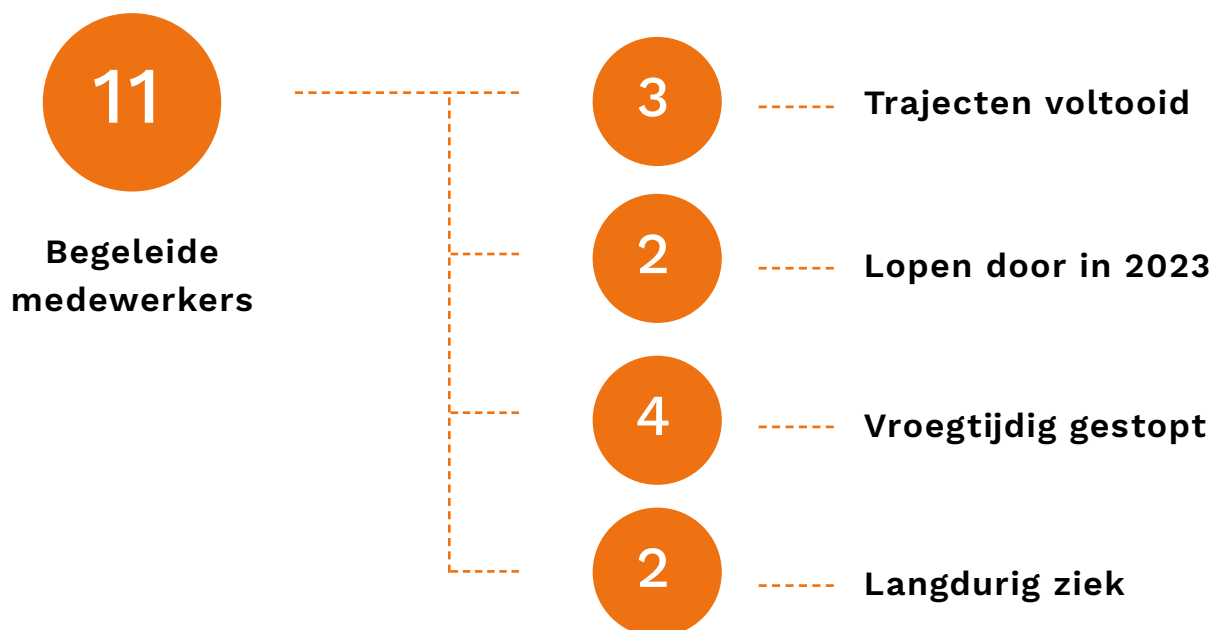 11
Begeleide
medewerkers
3
Trajecten voltooid
2
Lopen door in 2023
4
Vroegtijdig gestopt
2
Langdurig ziek